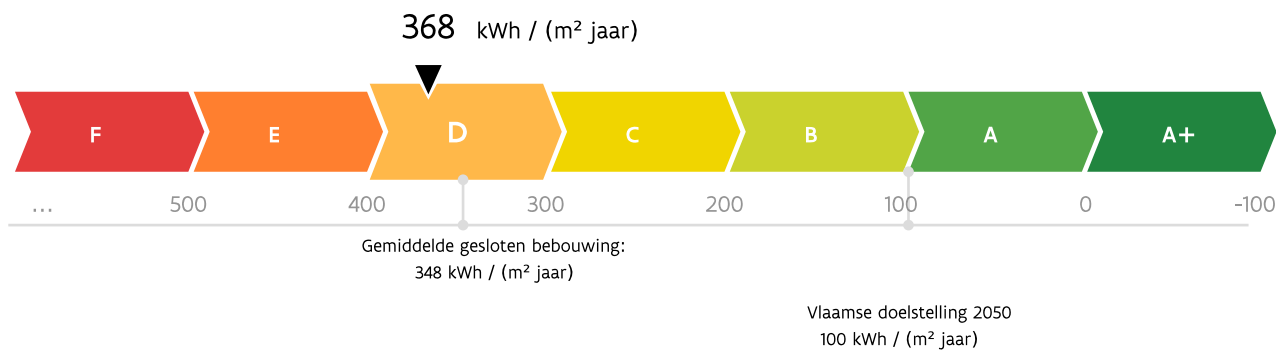 368 kWh / (m² jaar)
F E D C B A A+
... 500 400 300 200 100 0 -100
Gemiddelde gesloten bebouwing:
348 kWh / (m² jaar)
Vlaamse doelstelling 2050
100 kWh / (m² jaar)